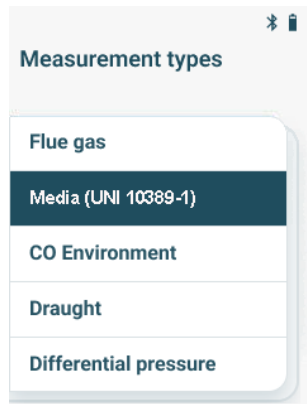 Measurement types
Flue gas
Media (UNI 10389-1)
CO Environment
Draught
Differential pressure